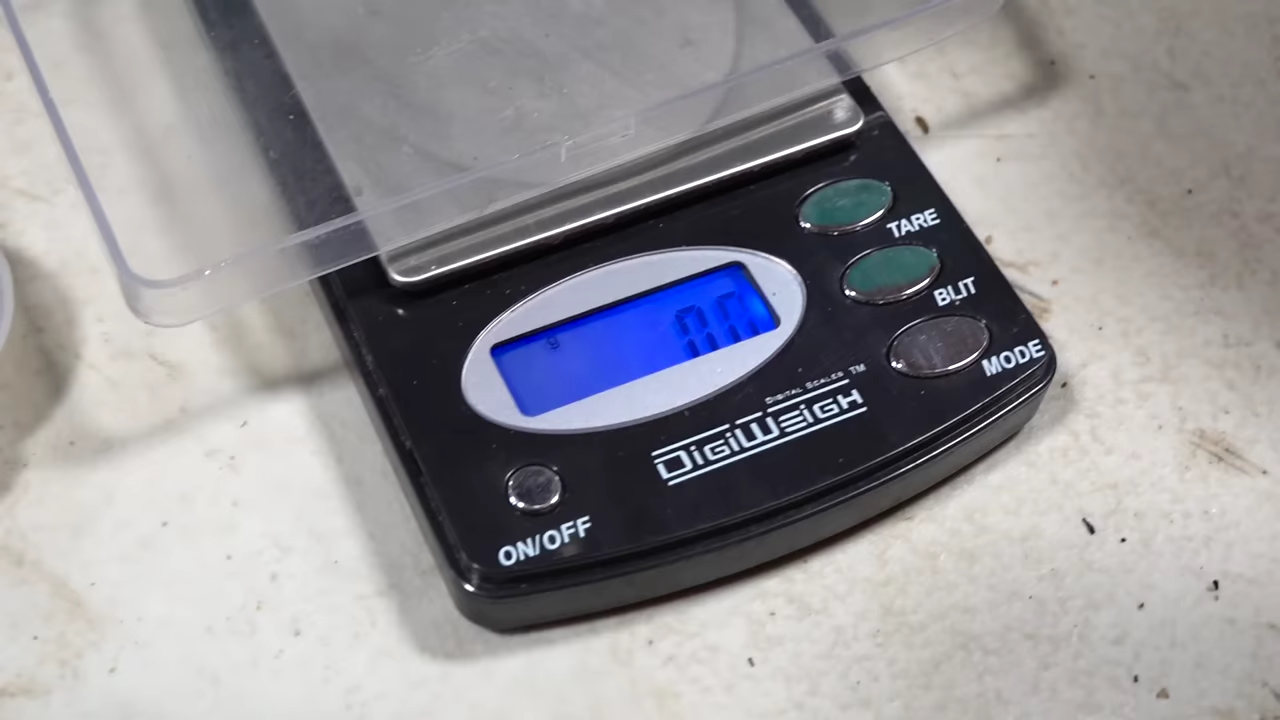 TARE
BLIT
MODE
g
0.0
DIGITAL SCALES TM
DIGIWEIGH
ON/OFF